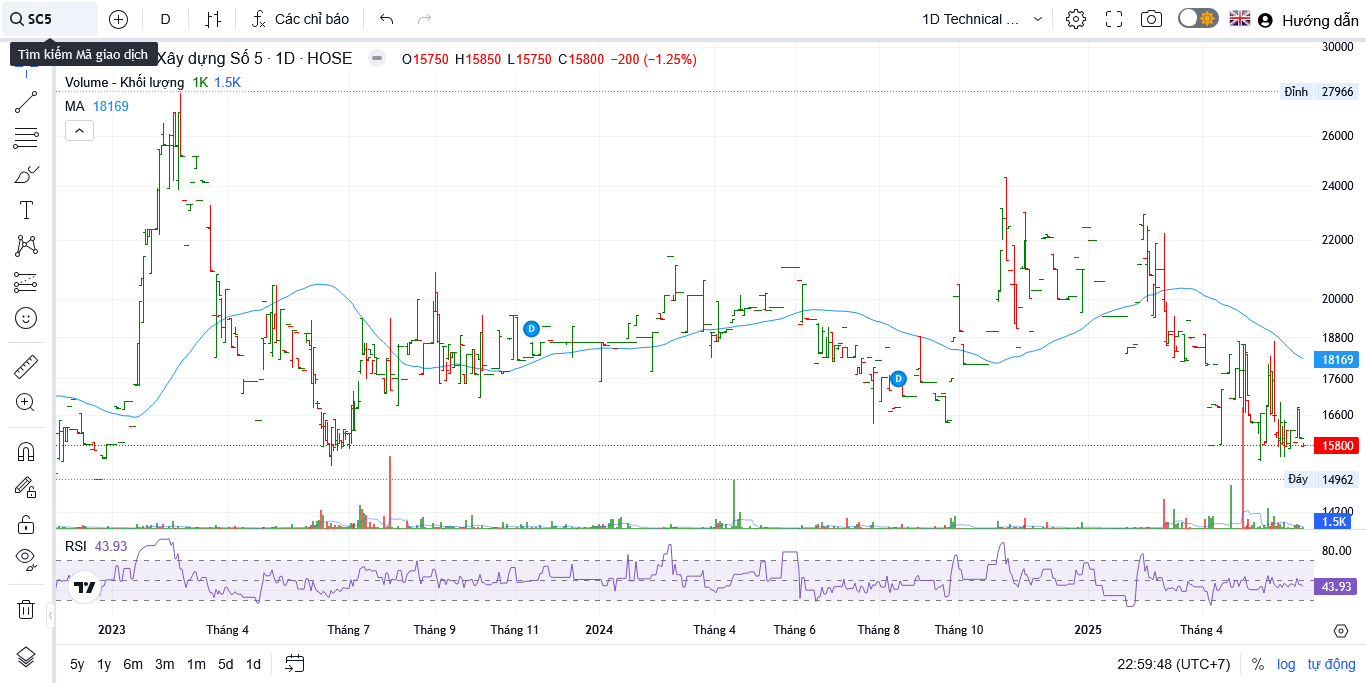 SC5 D Các chỉ báo 1D Technical ... Hướng dẫn
Tìm kiếm Mã giao dịch
Xây dựng Số 5 · 1D · HOSE O15750 H15850 L15750 C15800 −200 (−1.25%)
Volume - Khối lượng 1K 1.5K
MA 18169
30000
Đỉnh 27966
26000
24000
22000
20000
18800
18169
17600
16600
15800
Đáy 14962
14200
1.5K
D
D
RSI 43.93
80.00
43.93
2023 Tháng 4 Tháng 7 Tháng 9 Tháng 11 2024 Tháng 4 Tháng 6 Tháng 8 Tháng 10 2025 Tháng 4
5y 1y 6m 3m 1m 5d 1d 22:59:48 (UTC+7) % log tự động